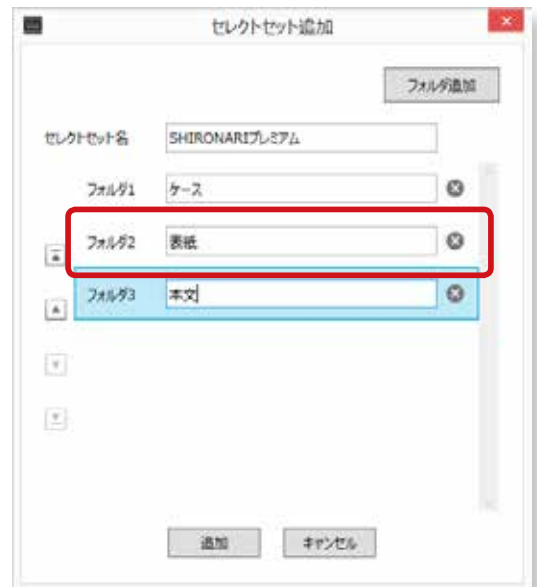 セレクトセット追加
フォルダ追加
セレクトセット名 SHIRONARIプレミアム
フォルダ1 ケース
フォルダ2 表紙
フォルダ3 本文
追加 キャンセル